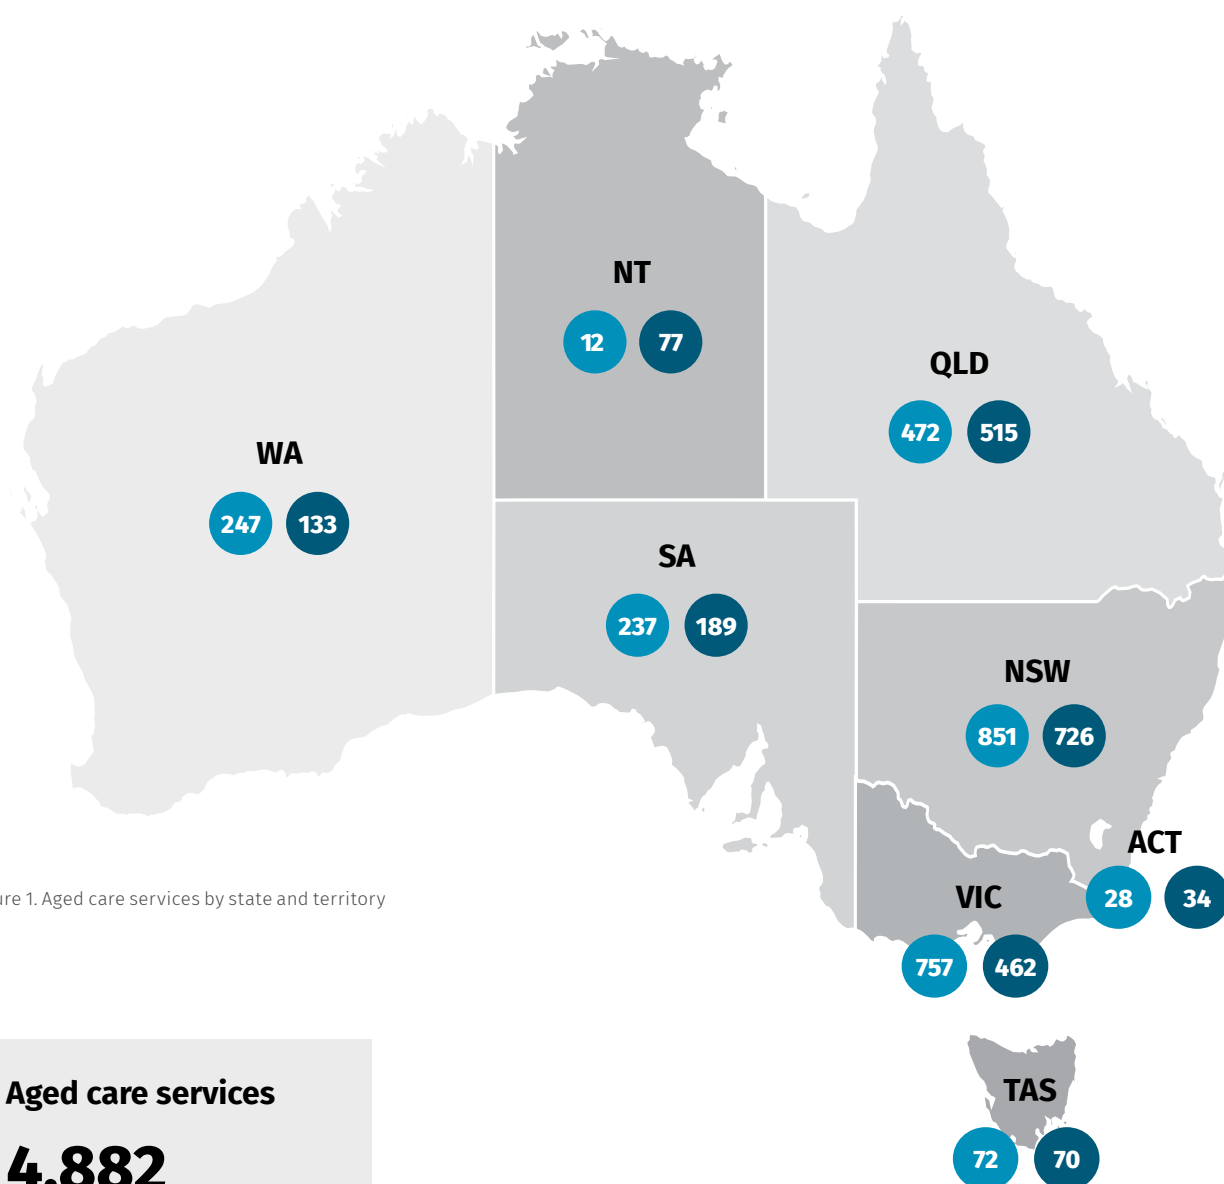 NT
12 77
QLD
472 515
WA
247 133
SA
237 189
NSW
851 726
ACT
28 34
VIC
757 462
ure 1. Aged care services by state and territory
TAS
72 70
Aged care services
4,882